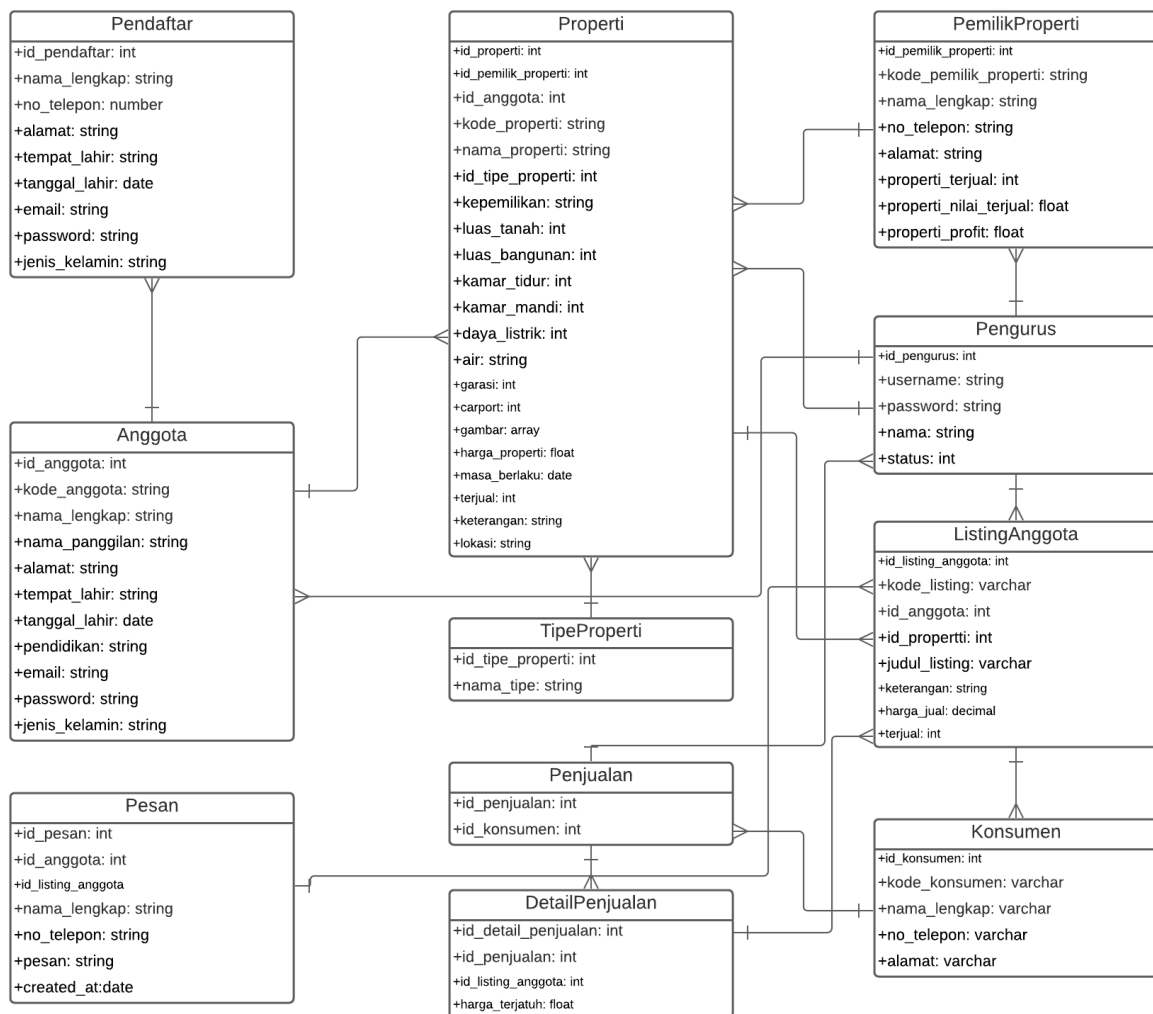 Pendaftar
+id_pendaftar: int
+nama_lengkap: string
+no_telepon: number
+alamat: string
+tempat_lahir: string
+tanggal_lahir: date
+email: string
+password: string
+jenis_kelamin: string
Anggota
+id_anggota: int
+kode_anggota: string
+nama_lengkap: string
+nama_panggilan: string
+alamat: string
+tempat_lahir: string
+tanggal_lahir: date
+pendidikan: string
+email: string
+password: string
+jenis_kelamin: string
Pesan
+id_pesan: int
+id_anggota: int
+id_listing_anggota
+nama_lengkap: string
+no_telepon: string
+pesan: string
+created_at:date
Properti
+id_properti: int
+id_pemilik_properti: int
+id_anggota: int
+kode_properti: string
+nama_properti: string
+id_tipe_properti: int
+kepemilikan: string
+luas_tanah: int
+luas_bangunan: int
+kamar_tidur: int
+kamar_mandi: int
+daya_listrik: int
+air: string
+garasi: int
+carport: int
+gambar: array
+harga_properti: float
+masa_berlaku: date
+terjual: int
+keterangan: string
+lokasi: string
TipeProperti
+id_tipe_properti: int
+nama_tipe: string
Penjualan
+id_penjualan: int
+id_konsumen: int
DetailPenjualan
+id_detail_penjualan: int
+id_penjualan: int
+id_listing_anggota: int
+harga_terjatuh: float
PemilikProperti
+id_pemilik_properti: int
+kode_pemilik_properti: string
+nama_lengkap: string
+no_telepon: string
+alamat: string
+properti_terjual: int
+properti_nilai_terjual: float
+properti_profit: float
Pengurus
+id_pengurus: int
+username: string
+password: string
+nama: string
+status: int
ListingAnggota
+id_listing_anggota: int
+kode_listing: varchar
+id_anggota: int
+id_propertti: int
+judul_listing: varchar
+keterangan: string
+harga_jual: decimal
+terjual: int
Konsumen
+id_konsumen: int
+kode_konsumen: varchar
+nama_lengkap: varchar
+no_telepon: varchar
+alamat: varchar